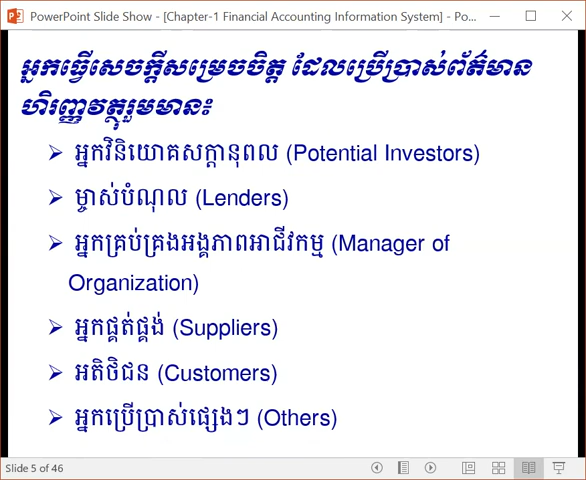 PowerPoint Slide Show - [Chapter-1 Financial Accounting Information System] - Po...
អ្នកធ្វើសេចក្តីសម្រេចចិត្ត ដែលប្រើប្រាស់ព័ត៌មាន
ហិរញ្ញវត្ថុរួមមាន៖
➢ អ្នកវិនិយោគសក្តានុពល (Potential Investors)
➢ ម្ចាស់បំណុល (Lenders)
➢ អ្នកគ្រប់គ្រងអង្គភាពអាជីវកម្ម (Manager of
Organization)
➢ អ្នកផ្គត់ផ្គង់ (Suppliers)
➢ អតិថិជន (Customers)
➢ អ្នកប្រើប្រាស់ផ្សេងៗ (Others)
Slide 5 of 46